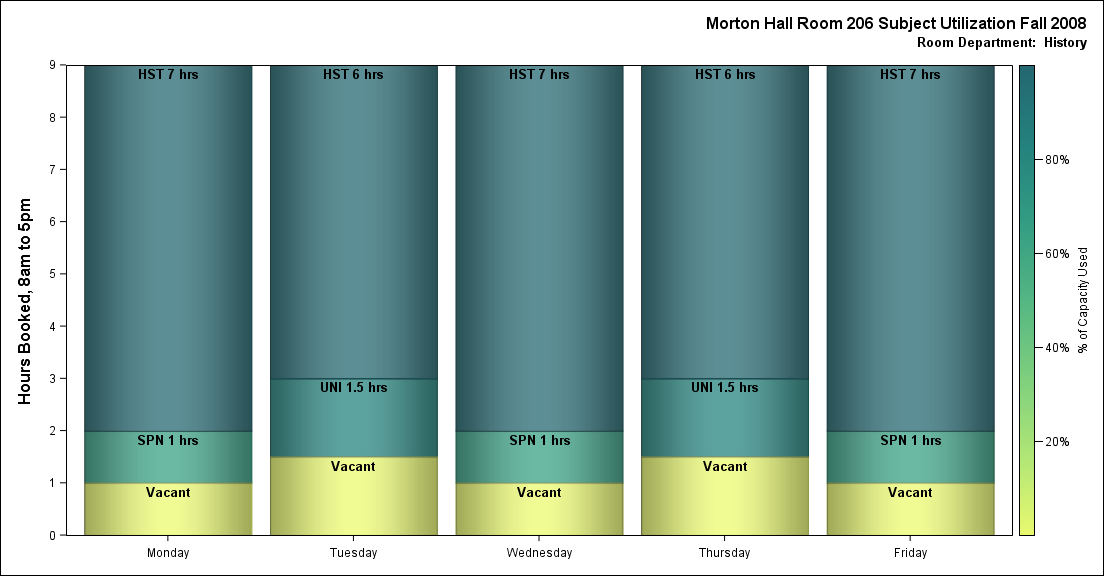 Morton Hall Room 206 Subject Utilization Fall 2008
Room Department:  History
Hours Booked, 8am to 5pm
9
8
7
6
5
4
3
2
1
0
HST 7 hrs
HST 6 hrs
HST 7 hrs
HST 6 hrs
HST 7 hrs
UNI 1.5 hrs
UNI 1.5 hrs
SPN 1 hrs
SPN 1 hrs
SPN 1 hrs
Vacant
Vacant
Vacant
Vacant
Vacant
Monday
Tuesday
Wednesday
Thursday
Friday
80%
60%
40%
20%
% of Capacity Used